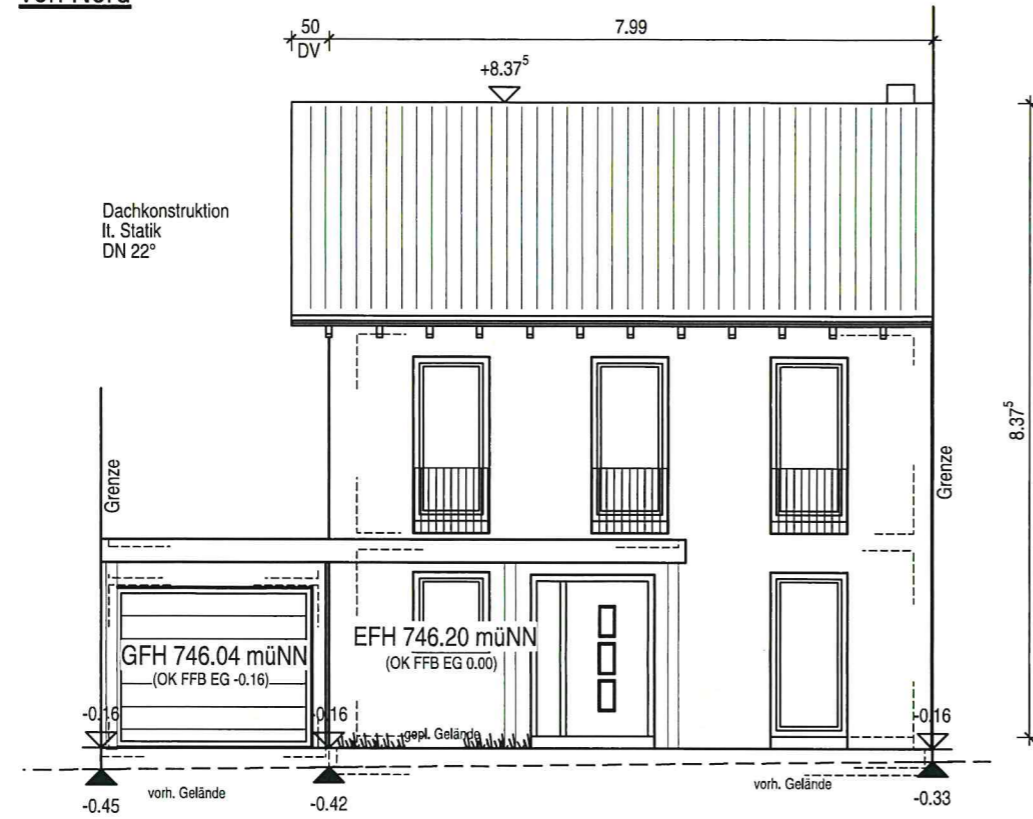 von Nord
50
7.99
DV
+8.37⁵
Dachkonstruktion
lt. Statik
DN 22°
8.37⁵
Grenze
Grenze
EFH 746.20 müNN
(OK FFB EG 0.00)
GFH 746.04 müNN
(OK FFB EG -0.16)
-0.16
-0.16
-0.16
gepl. Gelände
vorh. Gelände
vorh. Gelände
-0.45
-0.42
-0.33